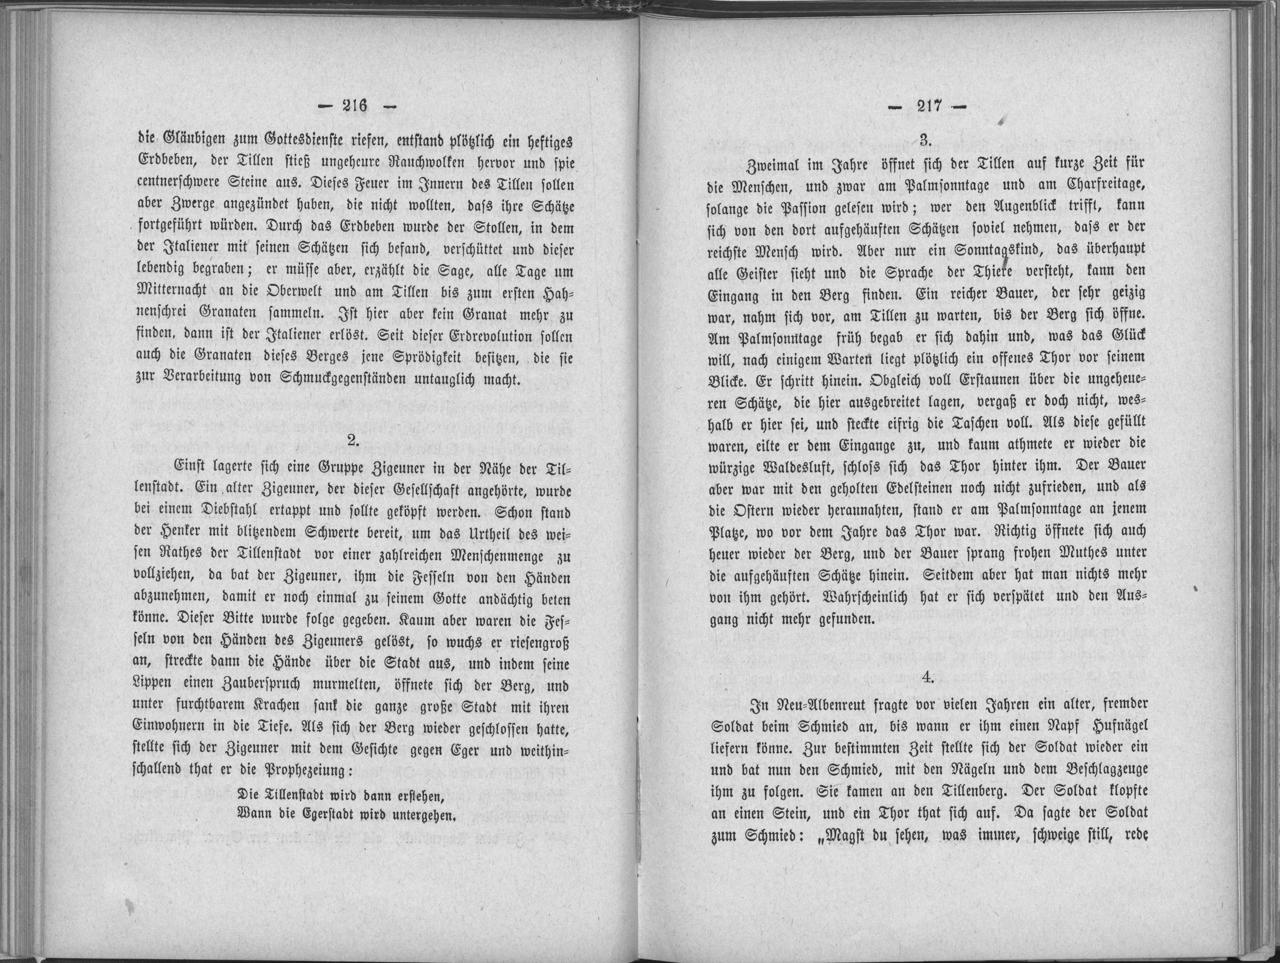 — 216 —
die Gläubigen zum Gottesdienste riefen, entstand plötzlich ein heftiges
Erdbeben, der Tillen stieß ungeheure Rauchwolken hervor und spie
centnerschwere Steine aus. Dieses Feuer im Innern des Tillen sollen
aber Zwerge angezündet haben, die nicht wollten, dass ihre Schätze
fortgeführt würden. Durch das Erdbeben wurde der Stollen, in dem
der Italiener mit seinen Schätzen sich befand, verschüttet und dieser
lebendig begraben; er müsse aber, erzählt die Sage, alle Tage um
Mitternacht an die Oberwelt und am Tillen bis zum ersten Hah-
nenschrei Granaten sammeln. Ist hier aber kein Granat mehr zu
finden, dann ist der Italiener erlöst. Seit dieser Erdrevolution sollen
auch die Granaten dieses Berges jene Sprödigkeit besitzen, die sie
zur Verarbeitung von Schmuckgegenständen untauglich macht.
2.
Einst lagerte sich eine Gruppe Zigeuner in der Nähe der Til-
lenstadt. Ein alter Zigeuner, der dieser Gesellschaft angehörte, wurde
bei einem Diebstahl ertappt und sollte geköpft werden. Schon stand
der Henker mit blitzendem Schwerte bereit, um das Urtheil des wei-
sen Rathes der Tillenstadt vor einer zahlreichen Menschenmenge zu
vollziehen, da bat der Zigeuner, ihm die Fesseln von den Händen
abzunehmen, damit er noch einmal zu seinem Gotte andächtig beten
könne. Dieser Bitte wurde folge gegeben. Kaum aber waren die Fes-
seln von den Händen des Zigeuners gelöst, so wuchs er riesengroß
an, streckte dann die Hände über die Stadt aus, und indem seine
Lippen einen Zauberspruch murmelten, öffnete sich der Berg, und
unter furchtbarem Krachen sank die ganze große Stadt mit ihren
Einwohnern in die Tiefe. Als sich der Berg wieder geschlossen hatte,
stellte sich der Zigeuner mit dem Gesichte gegen Eger und weithin-
schallend that er die Prophezeiung:
Die Tillenstadt wird dann erstehen,
Wann die Egerstadt wird untergehen.
— 217 —
3.
Zweimal im Jahre öffnet sich der Tillen auf kurze Zeit für
die Menschen, und zwar am Palmsonntage und am Charfreitage,
solange die Passion gelesen wird; wer den Augenblick trifft, kann
sich von den dort aufgehäuften Schätzen soviel nehmen, dass er der
reichste Mensch wird. Aber nur ein Sonntagskind, das überhaupt
alle Geister sieht und die Sprache der Thiere versteht, kann den
Eingang in den Berg finden. Ein reicher Bauer, der sehr geizig
war, nahm sich vor, am Tillen zu warten, bis der Berg sich öffne.
Am Palmsonntage früh begab er sich dahin und, was das Glück
will, nach einigem Warten liegt plötzlich ein offenes Thor vor seinem
Blicke. Er schritt hinein. Obgleich voll Erstaunen über die ungeheue-
ren Schätze, die hier ausgebreitet lagen, vergaß er doch nicht, wes-
halb er hier sei, und steckte eifrig die Taschen voll. Als diese gefüllt
waren, eilte er dem Eingange zu, und kaum athmete er wieder die
würzige Waldesluft, schloss sich das Thor hinter ihm. Der Bauer
aber war mit den geholten Edelsteinen noch nicht zufrieden, und als
die Ostern wieder herannahten, stand er am Palmsonntage an jenem
Platze, wo vor dem Jahre das Thor war. Richtig öffnete sich auch
heuer wieder der Berg, und der Bauer sprang frohen Muthes unter
die aufgehäuften Schätze hinein. Seitdem aber hat man nichts mehr
von ihm gehört. Wahrscheinlich hat er sich verspätet und den Aus-
gang nicht mehr gefunden.
4.
In Neu-Albenreut fragte vor vielen Jahren ein alter, fremder
Soldat beim Schmied an, bis wann er ihm einen Napf Hufnägel
liefern könne. Zur bestimmten Zeit stellte sich der Soldat wieder ein
und bat nun den Schmied, mit den Nägeln und dem Beschlagzeuge
ihm zu folgen. Sie kamen an den Tillenberg. Der Soldat klopfte
an einen Stein, und ein Thor that sich auf. Da sagte der Soldat
zum Schmied: „Magst du sehen, was immer, schweige still, rede